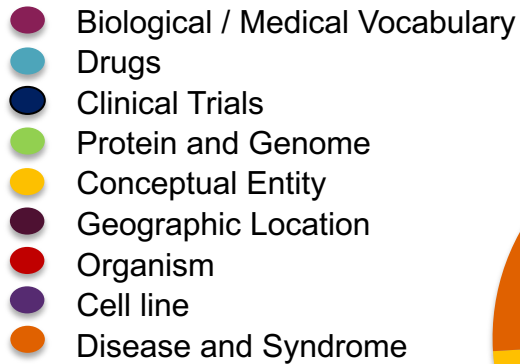 Biological / Medical Vocabulary
Drugs
Clinical Trials
Protein and Genome
Conceptual Entity
Geographic Location
Organism
Cell line
Disease and Syndrome